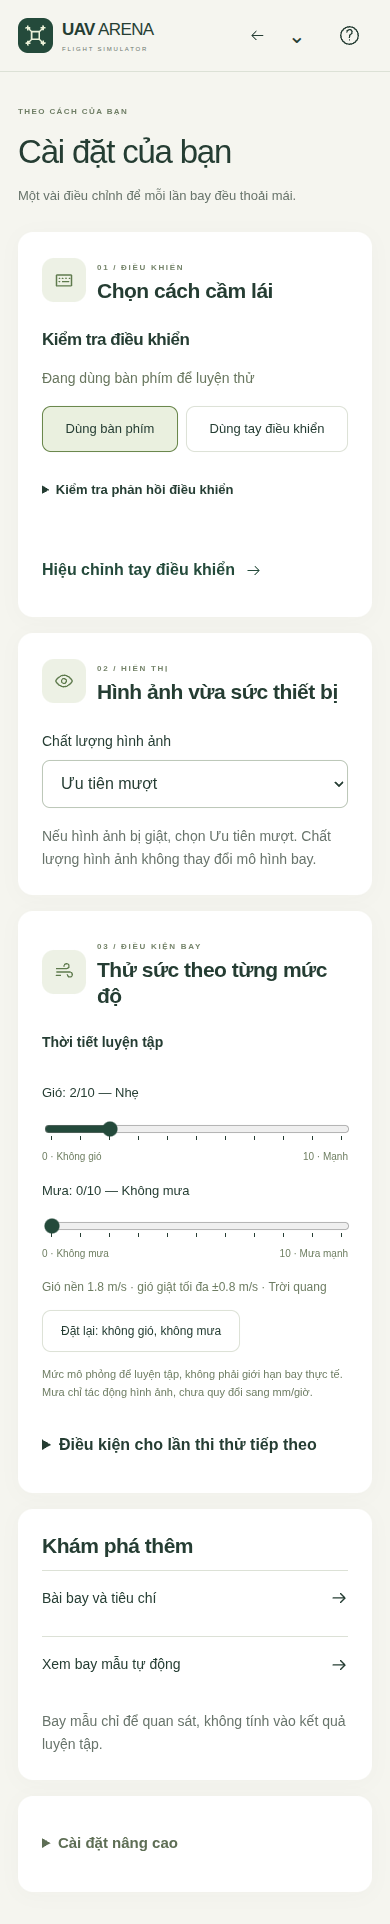 UAV ARENA
FLIGHT SIMULATOR
THEO CÁCH CỦA BẠN
Cài đặt của bạn
Một vài điều chỉnh để mỗi lần bay đều thoải mái.
01 / ĐIỀU KHIỂN
Chọn cách cầm lái
Kiểm tra điều khiển
Đang dùng bàn phím để luyện thử
Dùng bàn phím
Dùng tay điều khiển
Kiểm tra phản hồi điều khiển
Hiệu chỉnh tay điều khiển →
02 / HIỂN THỊ
Hình ảnh vừa sức thiết bị
Chất lượng hình ảnh
Ưu tiên mượt
Nếu hình ảnh bị giật, chọn Ưu tiên mượt. Chất
lượng hình ảnh không thay đổi mô hình bay.
03 / ĐIỀU KIỆN BAY
Thử sức theo từng mức
độ
Thời tiết luyện tập
Gió: 2/10 — Nhẹ
0 · Không gió
10 · Mạnh
Mưa: 0/10 — Không mưa
0 · Không mưa
10 · Mưa mạnh
Gió nền 1.8 m/s · gió giật tối đa ±0.8 m/s · Trời quang
Đặt lại: không gió, không mưa
Mức mô phỏng để luyện tập, không phải giới hạn bay thực tế.
Mưa chỉ tác động hình ảnh, chưa quy đổi sang mm/giờ.
Điều kiện cho lần thi thử tiếp theo
Khám phá thêm
Bài bay và tiêu chí →
Xem bay mẫu tự động →
Bay mẫu chỉ để quan sát, không tính vào kết quả
luyện tập.
Cài đặt nâng cao